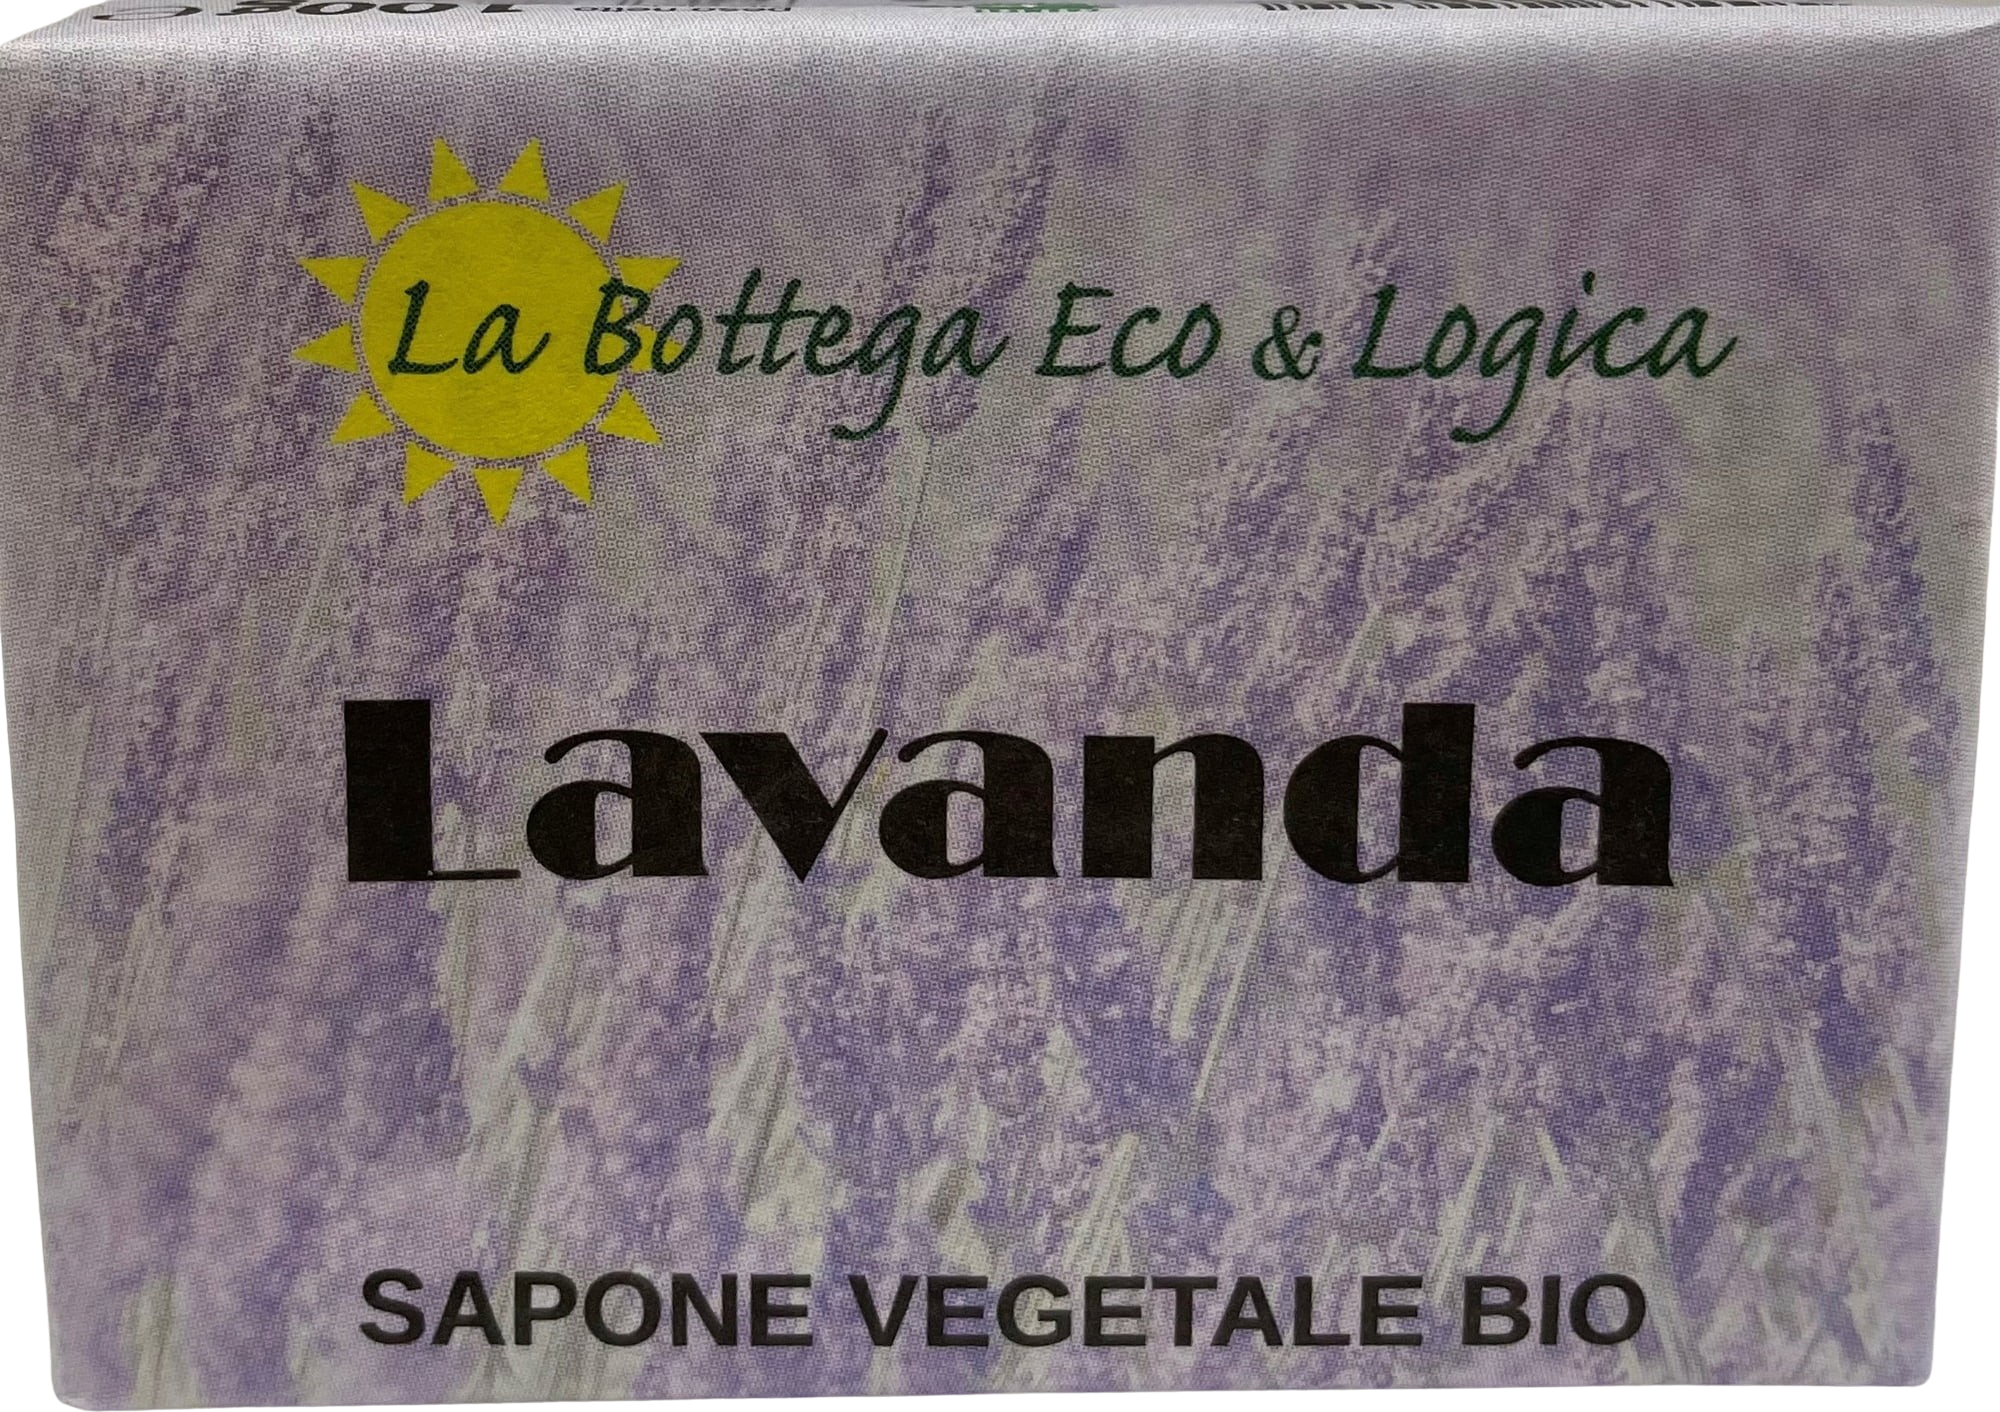 La Bottega Eco & Logica
Lavanda
SAPONE VEGETALE BIO